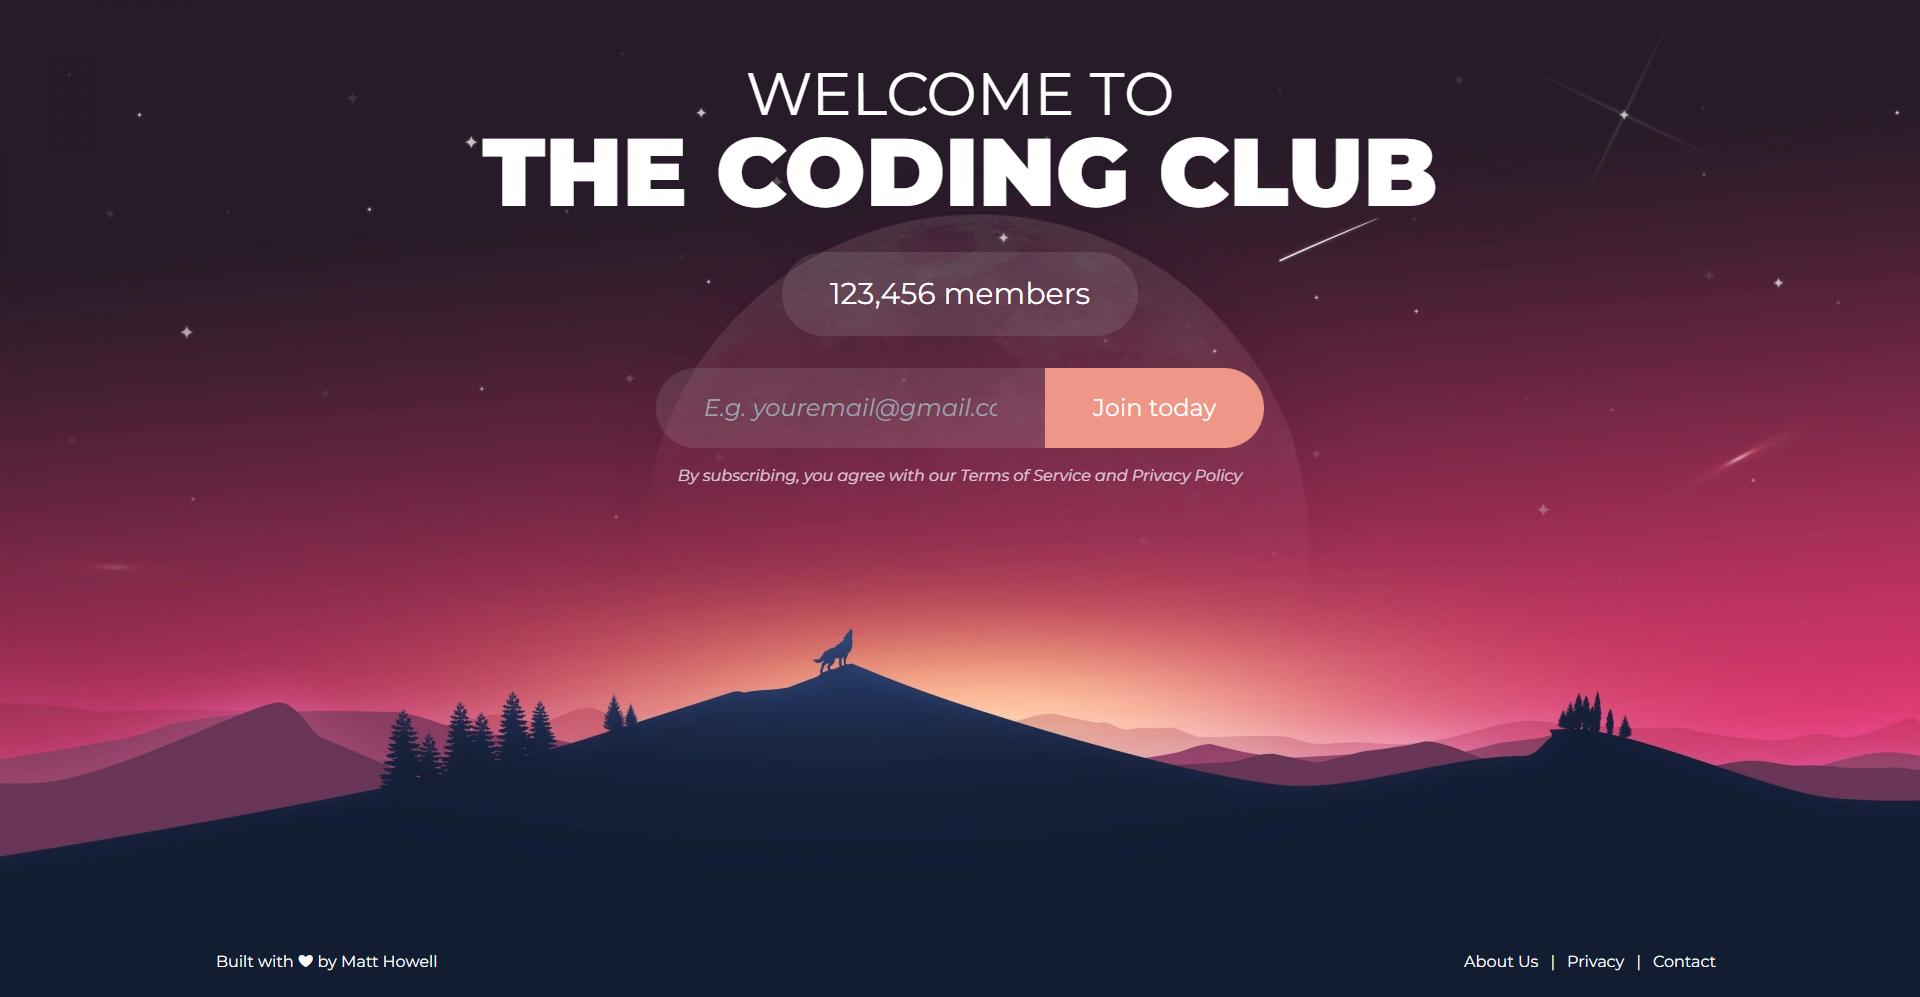 WELCOME TO
THE CODING CLUB
123,456 members
E.g. youremail@gmail.cc
Join today
By subscribing, you agree with our Terms of Service and Privacy Policy
Built with ♥ by Matt Howell
About Us | Privacy | Contact